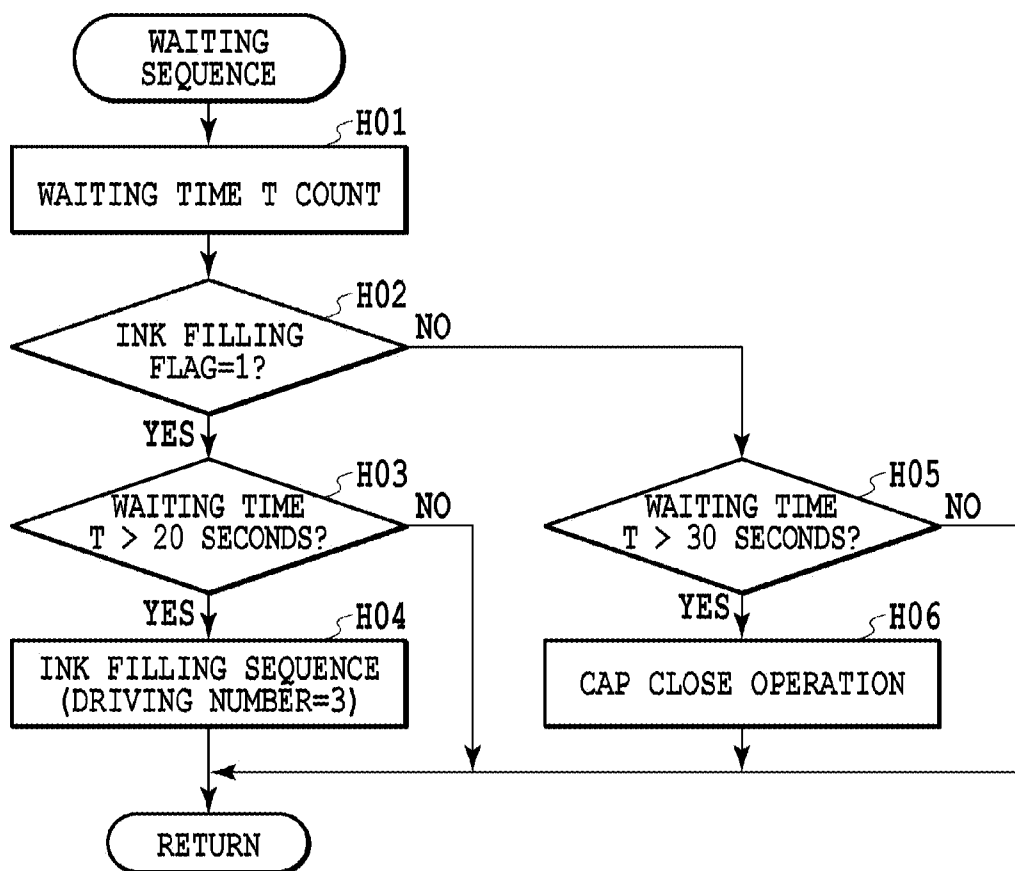 WAITING
SEQUENCE
H01
WAITING TIME T COUNT
H02
INK FILLING
FLAG=1?
NO
YES
H03
WAITING TIME
T > 20 SECONDS?
NO
YES
H04
INK FILLING SEQUENCE
(DRIVING NUMBER=3)
H05
WAITING TIME
T > 30 SECONDS?
NO
YES
H06
CAP CLOSE OPERATION
RETURN